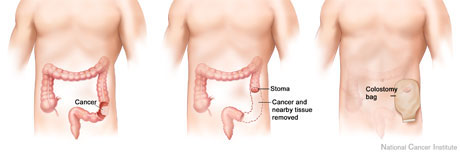 Cancer
Stoma
Cancer and
nearby tissue
removed
Colostomy
bag
National Cancer Institute